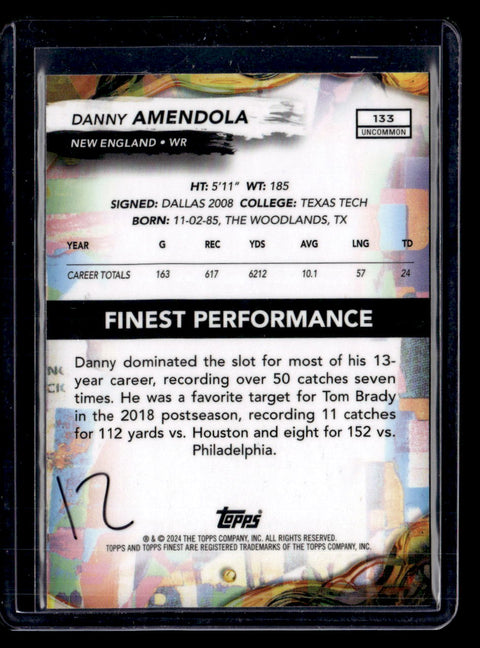 DANNY AMENDOLA
NEW ENGLAND • WR
133
UNCOMMON
HT: 5'11" WT: 185
SIGNED: DALLAS 2008 COLLEGE: TEXAS TECH
BORN: 11-02-85, THE WOODLANDS, TX
YEAR G REC YDS AVG LNG TD
CAREER TOTALS 163 617 6212 10.1 57 24
FINEST PERFORMANCE
Danny dominated the slot for most of his 13-
year career, recording over 50 catches seven
times. He was a favorite target for Tom Brady
in the 2018 postseason, recording 11 catches
for 112 yards vs. Houston and eight for 152 vs.
Philadelphia.
12
topps
® & © 2024 THE TOPPS COMPANY, INC. ALL RIGHTS RESERVED.
TOPPS AND TOPPS FINEST ARE REGISTERED TRADEMARKS OF THE TOPPS COMPANY, INC.